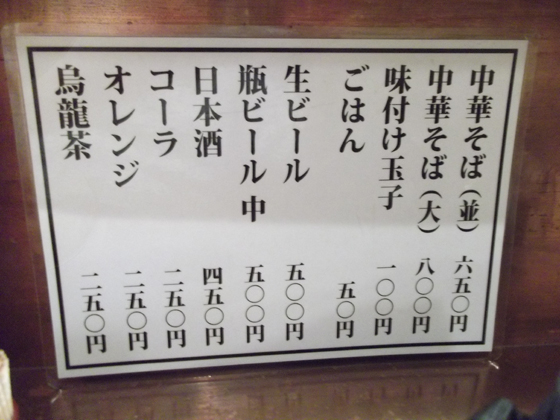 中華そば（並） 六五〇円
中華そば（大） 八〇〇円
味付け玉子 一〇〇円
ごはん 五〇円
生ビール 五〇〇円
瓶ビール 中 五〇〇円
日本酒 四五〇円
コーラ 二五〇円
オレンジ 二五〇円
烏龍茶 二五〇円